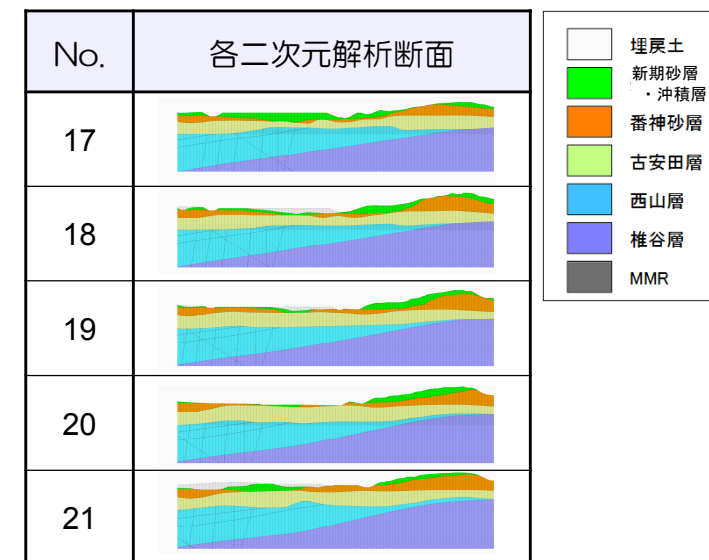 No. 各二次元解析断面
17
18
19
20
21
埋戻土
新期砂層
・沖積層
番神砂層
古安田層
西山層
椎谷層
MMR